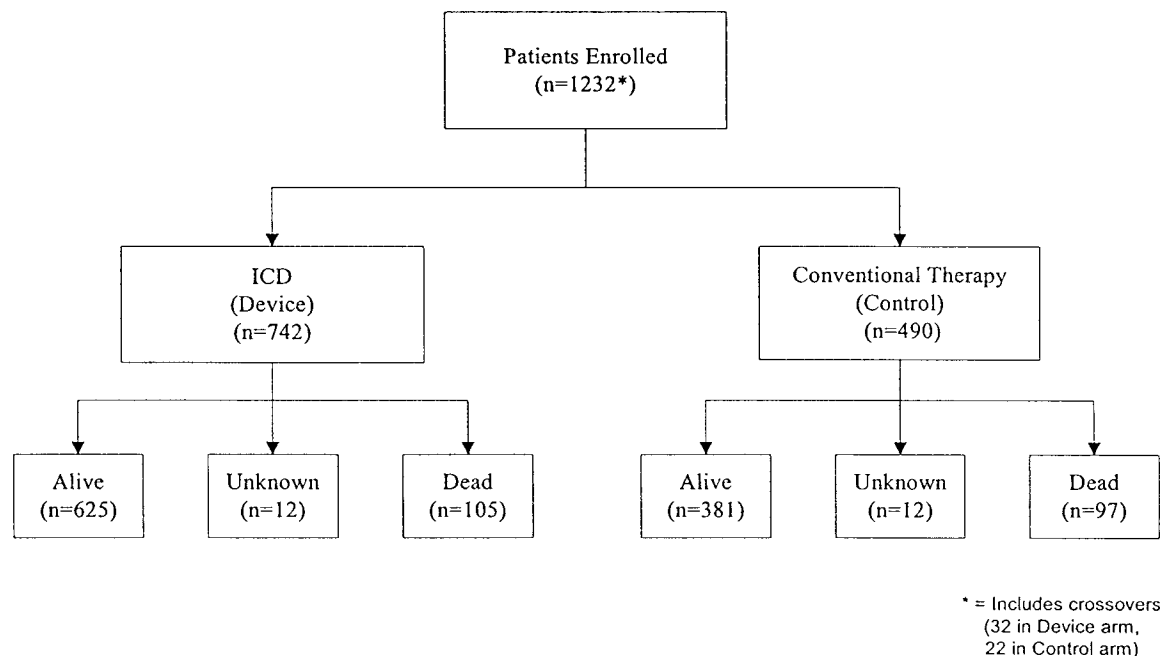 Patients Enrolled
(n=1232*)
ICD
(Device)
(n=742)
Conventional Therapy
(Control)
(n=490)
Alive
(n=625)
Unknown
(n=12)
Dead
(n=105)
Alive
(n=381)
Unknown
(n=12)
Dead
(n=97)
* = Includes crossovers
(32 in Device arm,
22 in Control arm)